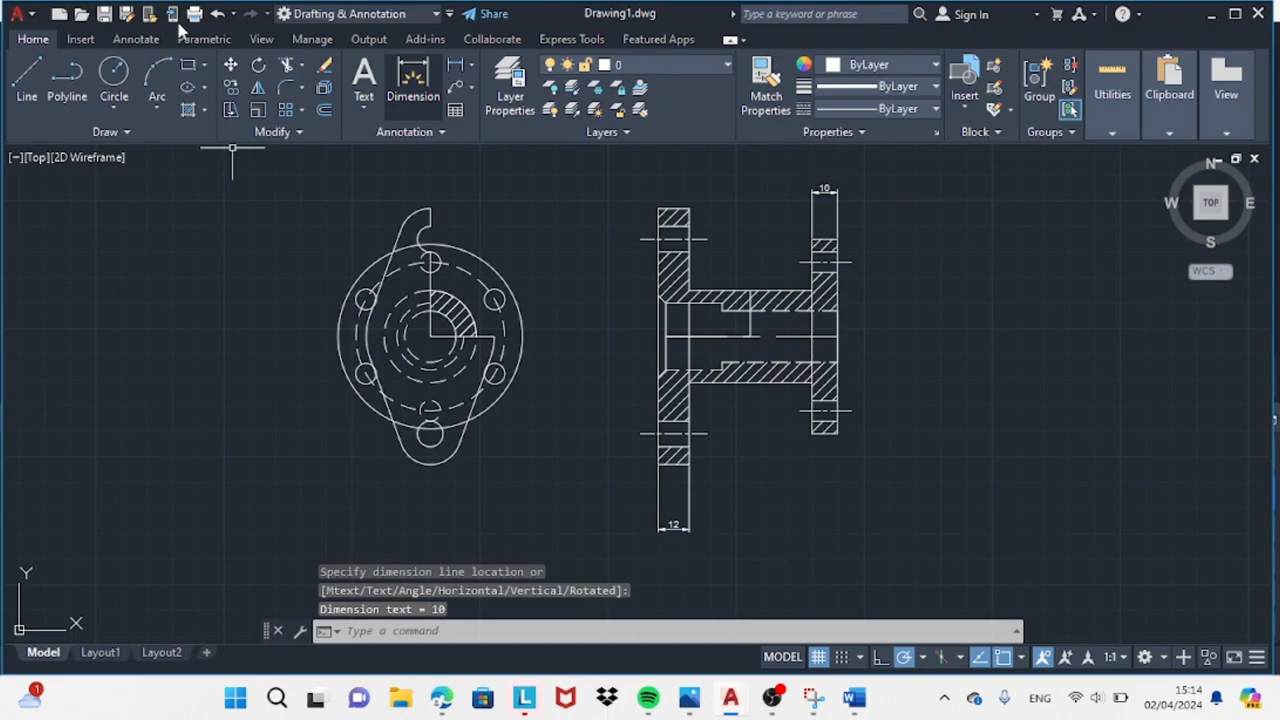 Drafting & Annotation
Share
Drawing1.dwg
Type a keyword or phrase
Sign In
Home
Insert
Annotate
Parametric
View
Manage
Output
Add-ins
Collaborate
Express Tools
Featured Apps
Line
Polyline
Circle
Arc
Text
Dimension
Layer
Properties
0
Match
Properties
ByLayer
ByLayer
ByLayer
Insert
Group
Utilities
Clipboard
View
Draw
Modify
Annotation
Layers
Properties
Block
Groups
[−][Top][2D Wireframe]
N
W
TOP
E
S
WCS
10
12
Y
X
Specify dimension line location or
[Mtext/Text/Angle/Horizontal/Vertical/Rotated]:
Dimension text = 10
Type a command
Model
Layout1
Layout2
+
MODEL
1:1
1
L
A
W
ENG
15:14
02/04/2024
PRE